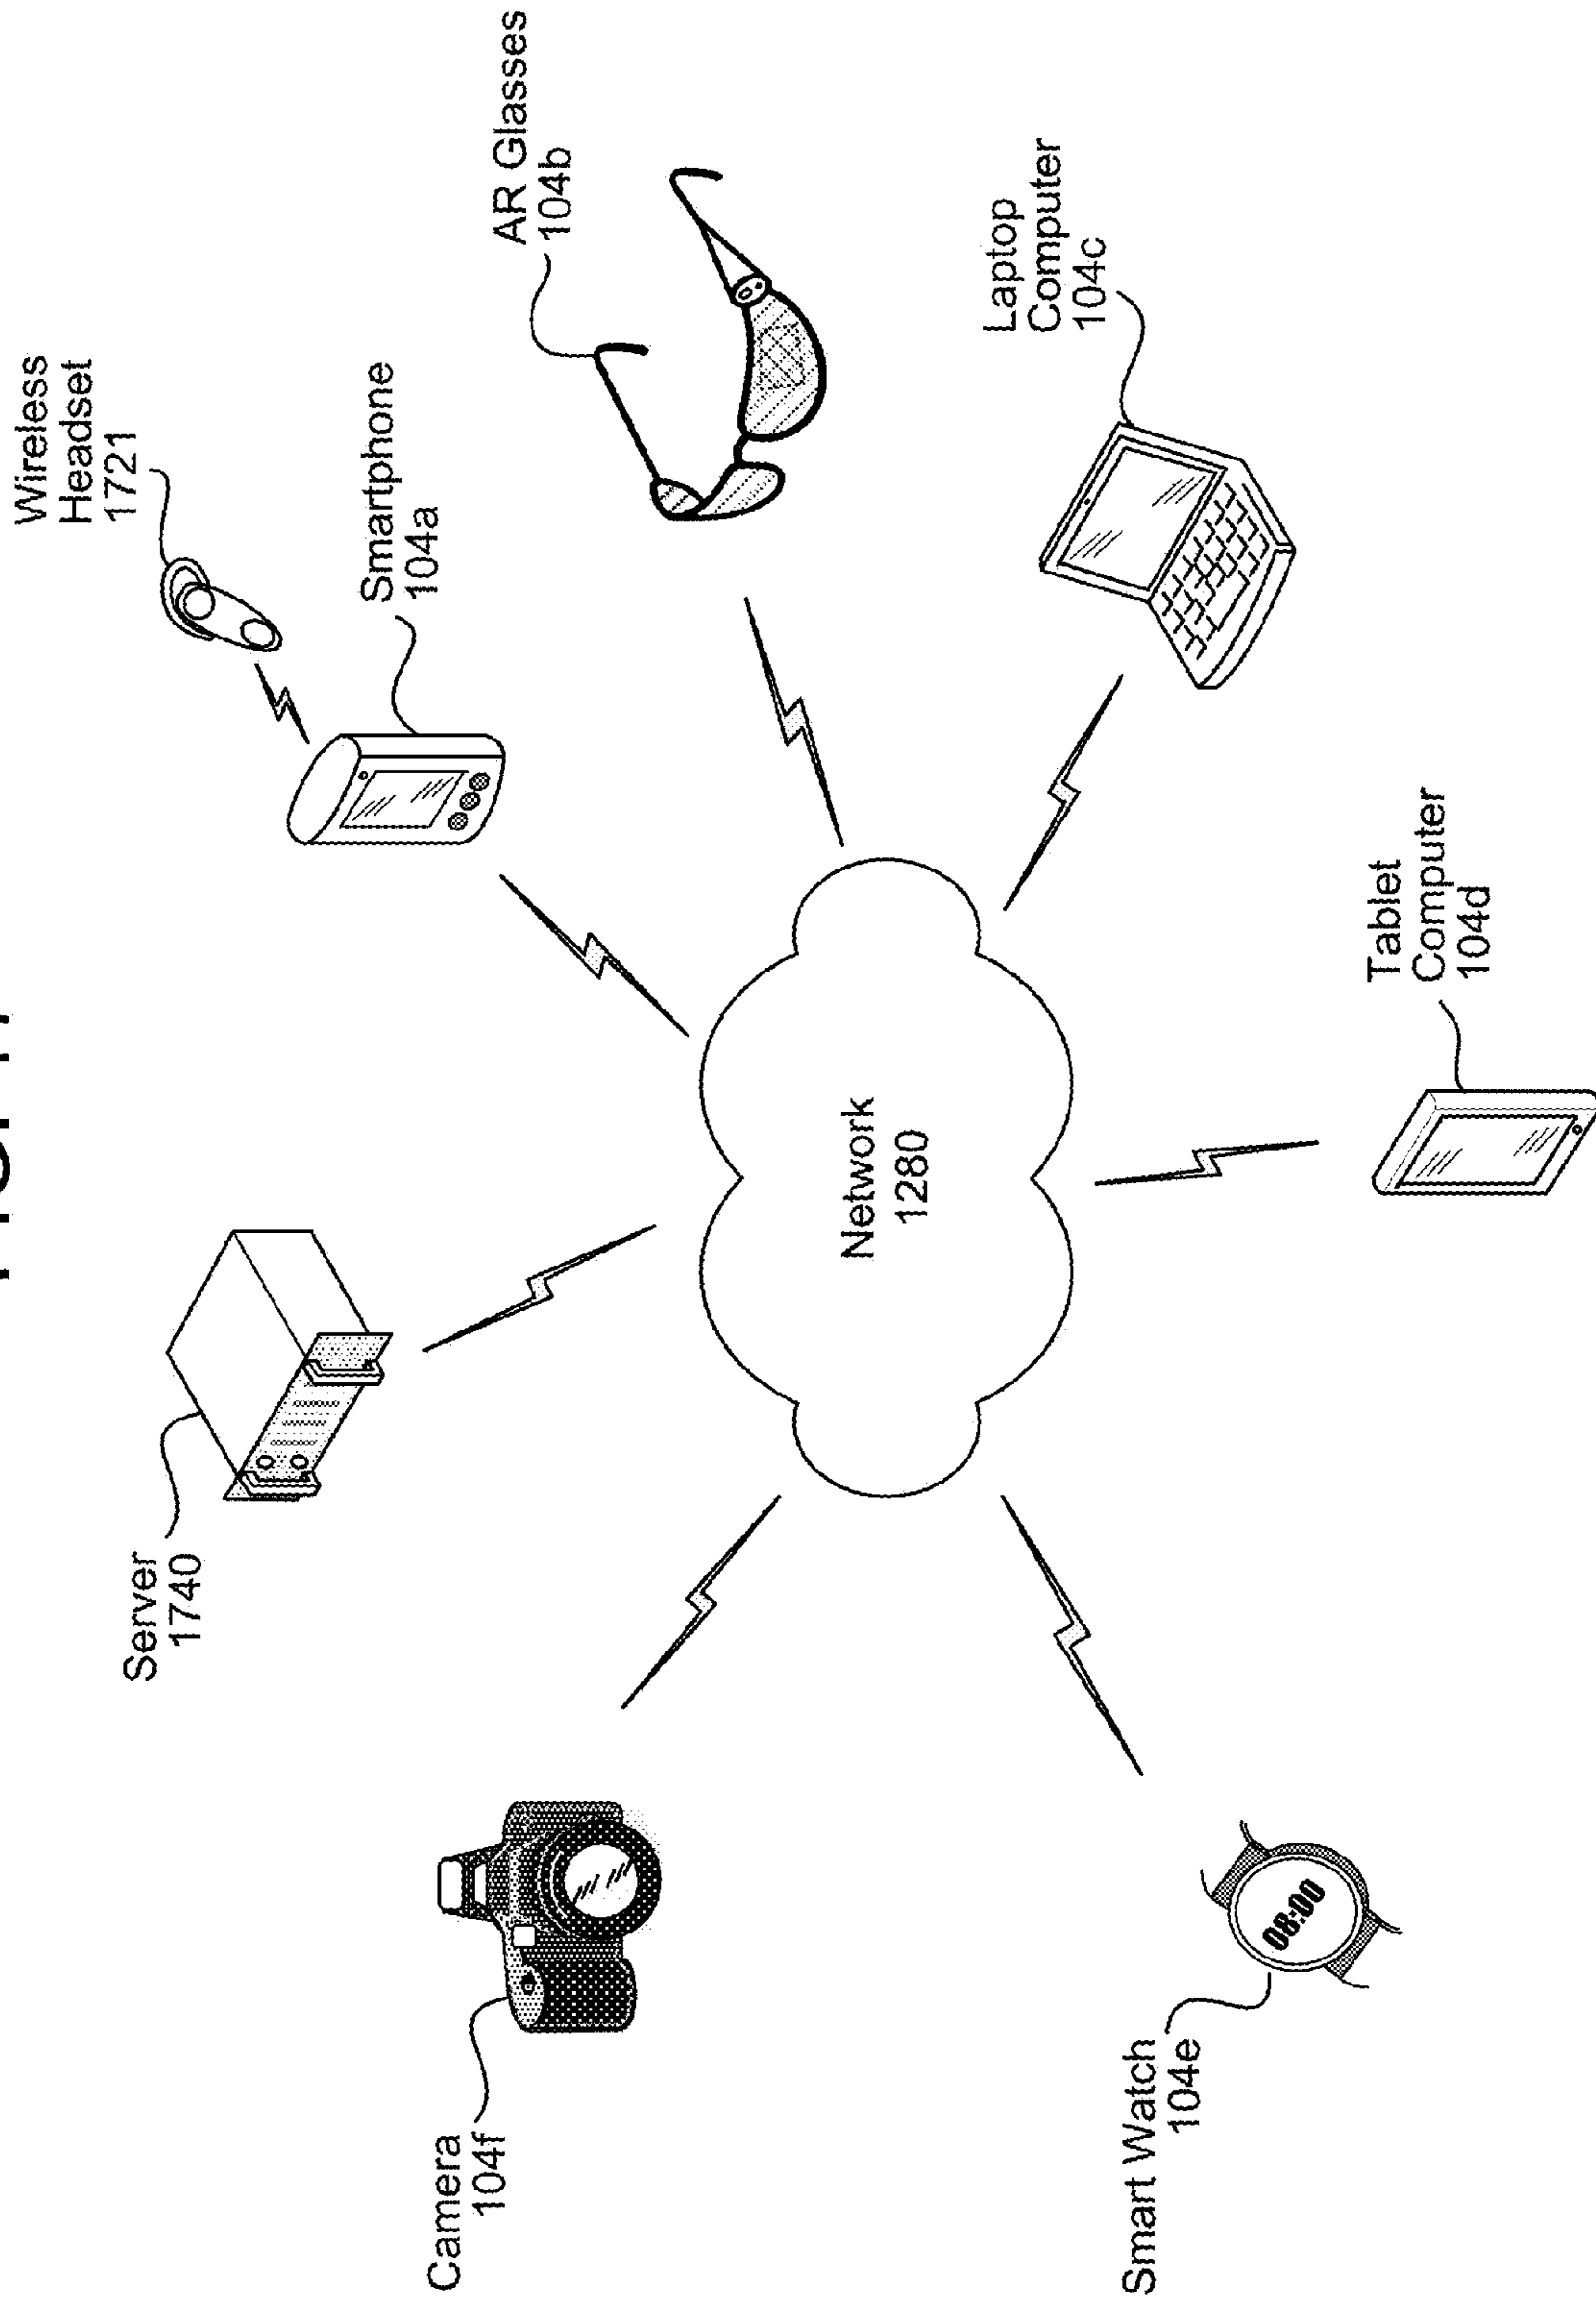 Wireless
Headset
1721
Server
1740
Smartphone
104a
Camera
104f
AR Glasses
104b
Network
1280
Laptop
Computer
104c
Smart Watch
104e
08:00
Tablet
Computer
104d